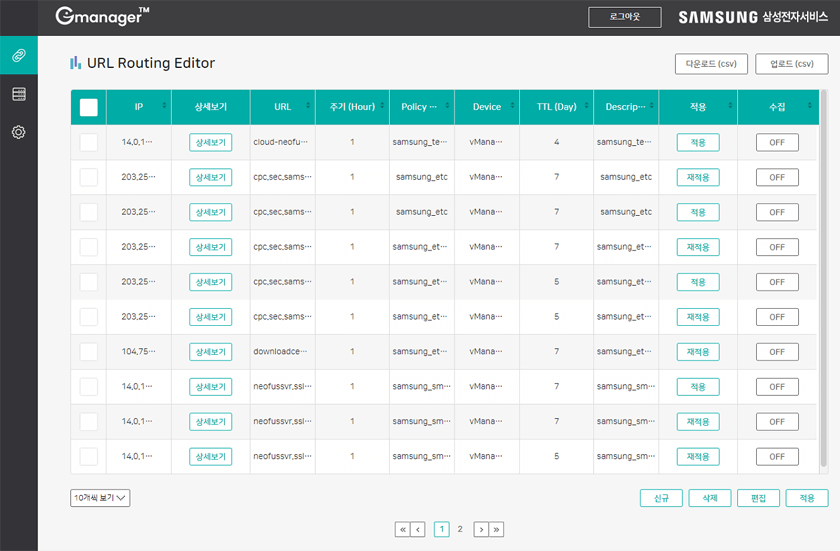 Gmanager™
로그아웃
SAMSUNG 삼성전자서비스
URL Routing Editor
다운로드 (csv)
업로드 (csv)
IP 상세보기 URL 주기 (Hour) Policy ··· Device TTL (Day) Descrip··· 적용 수집
14.0.1··· 상세보기 cloud-neofu··· 1 samsung_te··· vMana··· 4 samsung_te··· 적용 OFF
203.25··· 상세보기 cpc.sec.sams··· 1 samsung_etc vMana··· 7 samsung_etc 재적용 OFF
203.25··· 상세보기 cpc.sec.sams··· 1 samsung_etc vMana··· 7 samsung_etc 적용 OFF
203.25··· 상세보기 cpc.sec.sams··· 1 samsung_et··· vMana··· 7 samsung_et··· 재적용 OFF
203.25··· 상세보기 cpc.sec.sams··· 1 samsung_et··· vMana··· 5 samsung_et··· 적용 OFF
203.25··· 상세보기 cpc.sec.sams··· 1 samsung_et··· vMana··· 5 samsung_et··· 재적용 OFF
104.75··· 상세보기 downloadce··· 1 samsung_et··· vMana··· 7 samsung_et··· 재적용 OFF
14.0.1··· 상세보기 neofussvr.ssl··· 1 samsung_sm··· vMana··· 7 samsung_sm··· 적용 OFF
14.0.1··· 상세보기 neofussvr.ssl··· 1 samsung_sm··· vMana··· 7 samsung_sm··· 재적용 OFF
14.0.1··· 상세보기 neofussvr.ssl··· 1 samsung_sm··· vMana··· 5 samsung_sm··· 재적용 OFF
10개씩 보기
신규 삭제 편집 적용
« ‹ 1 2 › »